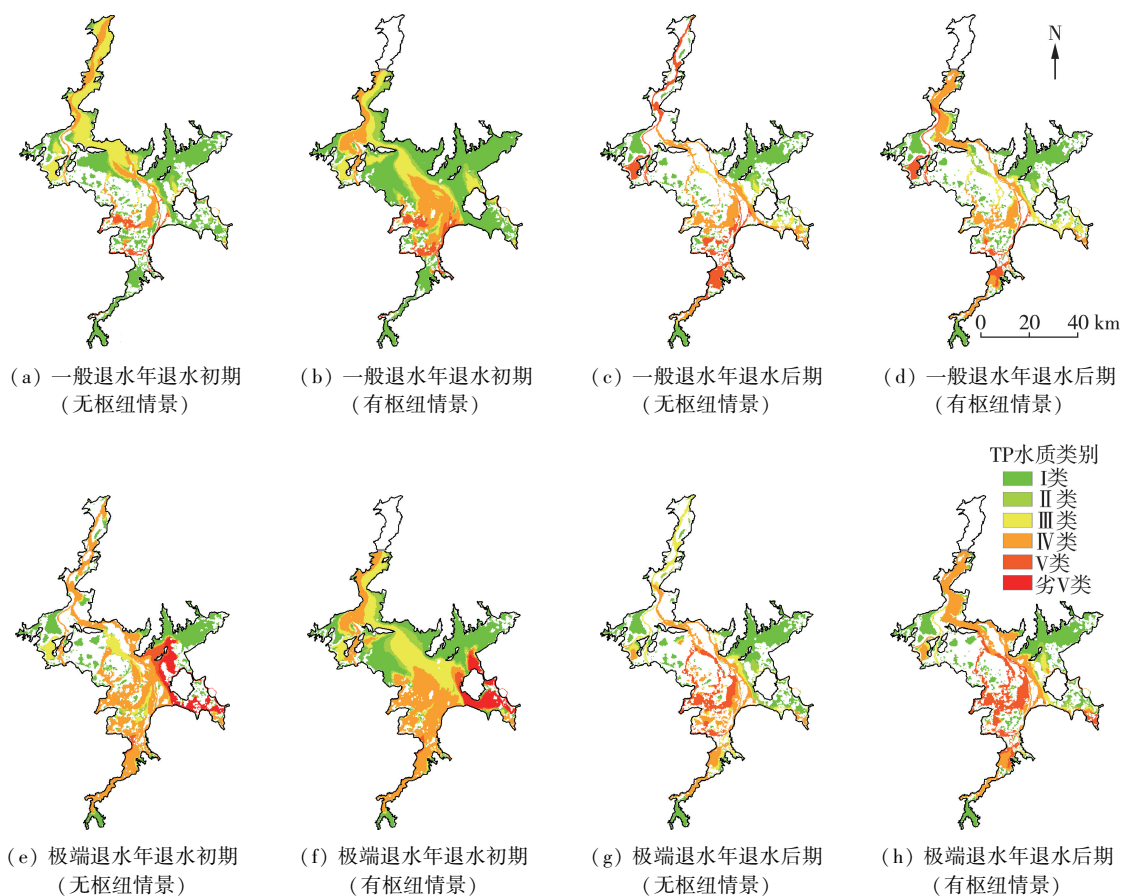 N
0 20 40 km
(a) 一般退水年退水初期
(无枢纽情景)
(b) 一般退水年退水初期
(有枢纽情景)
(c) 一般退水年退水后期
(无枢纽情景)
(d) 一般退水年退水后期
(有枢纽情景)
TP水质类别
Ⅰ类
Ⅱ类
Ⅲ类
Ⅳ类
Ⅴ类
劣Ⅴ类
(e) 极端退水年退水初期
(无枢纽情景)
(f) 极端退水年退水初期
(有枢纽情景)
(g) 极端退水年退水后期
(无枢纽情景)
(h) 极端退水年退水后期
(有枢纽情景)